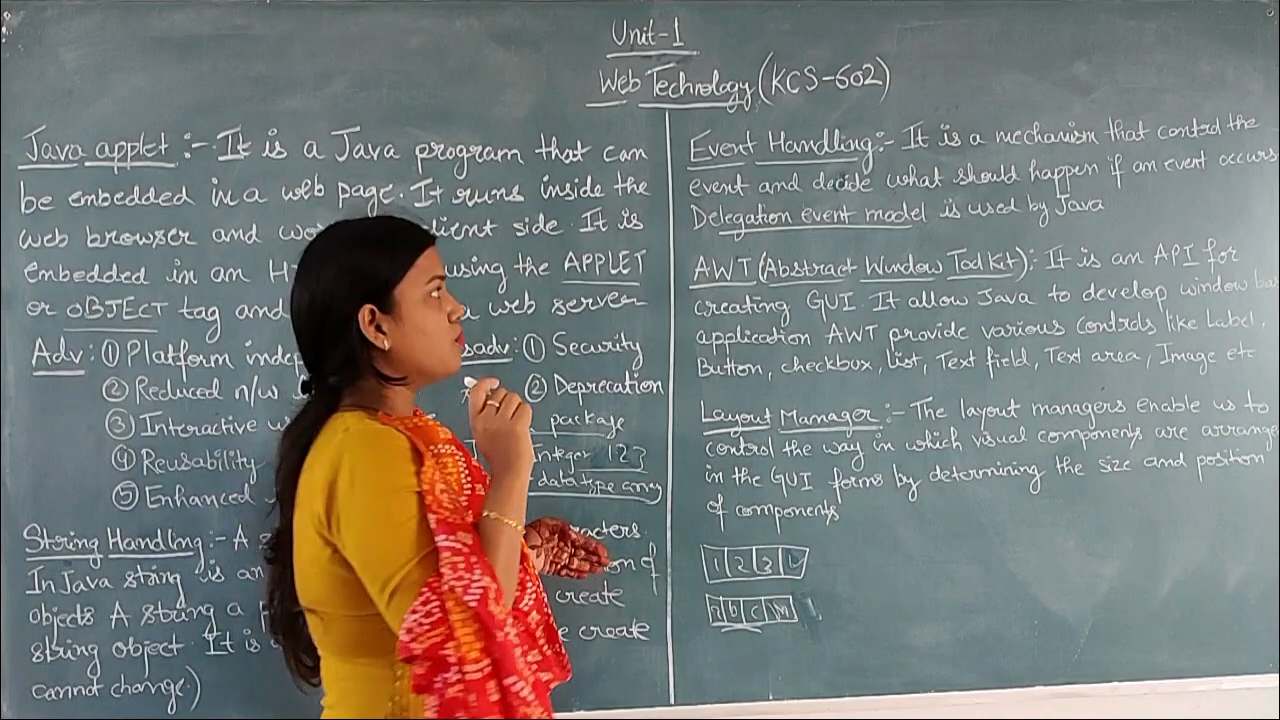 Unit-1
Web Technology (KCS-602)
Java applet :- It is a Java program that can
be embedded in a web page. It runs inside the
web browser and client side. It is
embedded in an using the APPLET
or OBJECT tag and a web server
Adv: ① Platform
② Reduced n/w
③ Interactive
④ Reusability
⑤ Enhanced
① Security
② Deprecation
package
Integer 123
data type array
String Handling:- A
In Java string is an of
objects A string a create
string object. It is create
cannot change.)
Event Handling:- It is a mechanism that control the
event and decide what should happen if an event occurs
Delegation event model is used by Java
AWT (Abstract Window Tool Kit): It is an API for
creating GUI. It allow Java to develop window
application AWT provide various controls like Label,
Button, checkbox, list, Text field, Text area, Image etc
Layout Manager:- The layout managers enable us to
control the way in which visual components are arrange
in the GUI forms by determining the size and position
of components
1 2 3
b c